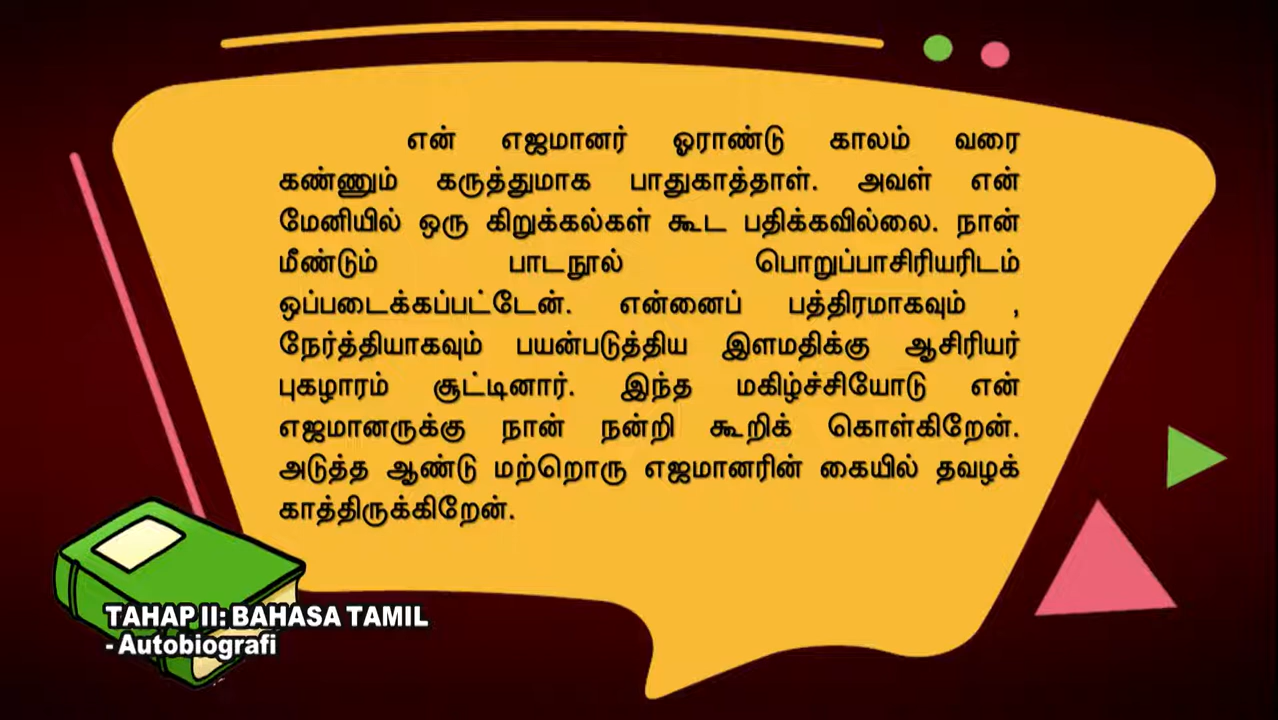 என் எஜமானர் ஓராண்டு காலம் வரை
கண்ணும் கருத்துமாக பாதுகாத்தாள். அவள் என்
மேனியில் ஒரு கிறுக்கல்கள் கூட பதிக்கவில்லை. நான்
மீண்டும் பாடநூல் பொறுப்பாசிரியரிடம்
ஒப்படைக்கப்பட்டேன். என்னைப் பத்திரமாகவும் ,
நேர்த்தியாகவும் பயன்படுத்திய இளமதிக்கு ஆசிரியர்
புகழாரம் சூட்டினார். இந்த மகிழ்ச்சியோடு என்
எஜமானருக்கு நான் நன்றி கூறிக் கொள்கிறேன்.
அடுத்த ஆண்டு மற்றொரு எஜமானரின் கையில் தவழக்
காத்திருக்கிறேன்.
TAHAP II: BAHASA TAMIL
- Autobiografi